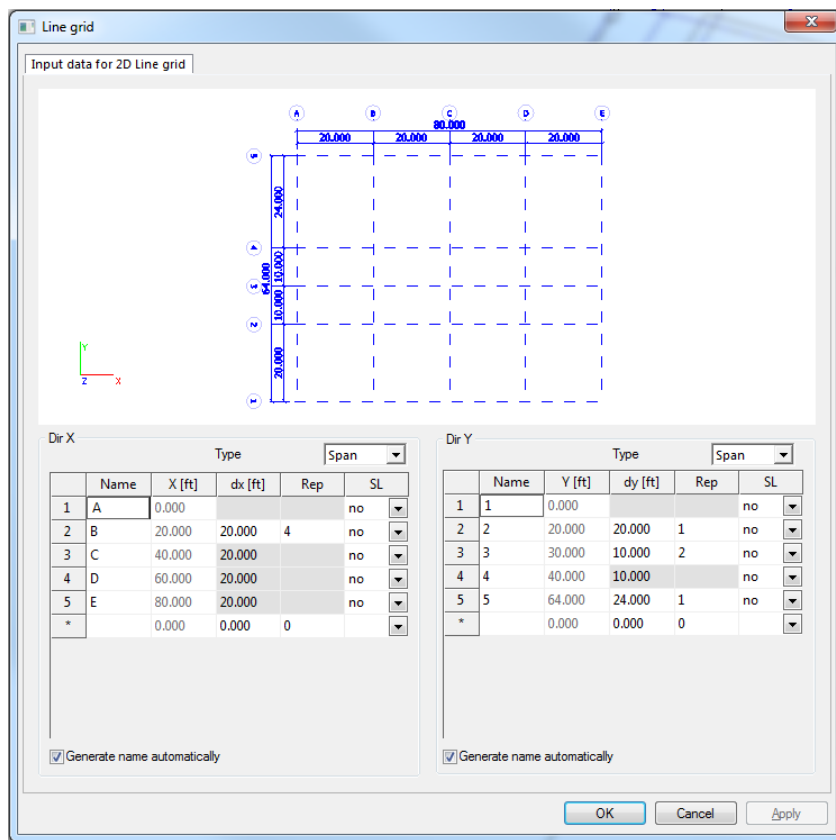 Line grid
Input data for 2D Line grid
A B C D E
80.000
20.000 20.000 20.000 20.000
5
24.000
4
10.000
64.000
3
10.000
2
20.000
1
Y
Z X
Dir X
Type Span
Name X [ft] dx [ft] Rep SL
1 A 0.000 no
2 B 20.000 20.000 4 no
3 C 40.000 20.000 no
4 D 60.000 20.000 no
5 E 80.000 20.000 no
* 0.000 0.000 0
Generate name automatically
Dir Y
Type Span
Name Y [ft] dy [ft] Rep SL
1 1 0.000 no
2 2 20.000 20.000 1 no
3 3 30.000 10.000 2 no
4 4 40.000 10.000 no
5 5 64.000 24.000 1 no
* 0.000 0.000 0
Generate name automatically
OK Cancel Apply